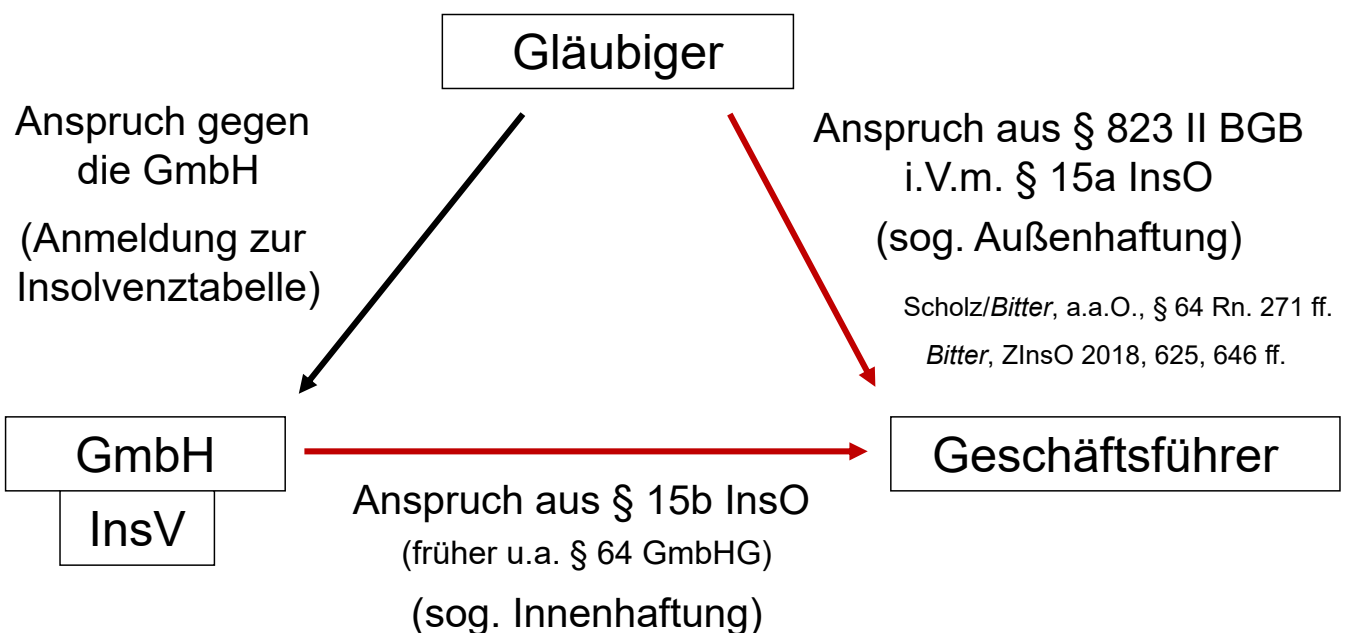 Gläubiger
Anspruch gegen
die GmbH
(Anmeldung zur
Insolvenztabelle)
Anspruch aus § 823 II BGB
i.V.m. § 15a InsO
(sog. Außenhaftung)
Scholz/Bitter, a.a.O., § 64 Rn. 271 ff.
Bitter, ZInsO 2018, 625, 646 ff.
GmbH
InsV
Geschäftsführer
Anspruch aus § 15b InsO
(früher u.a. § 64 GmbHG)
(sog. Innenhaftung)